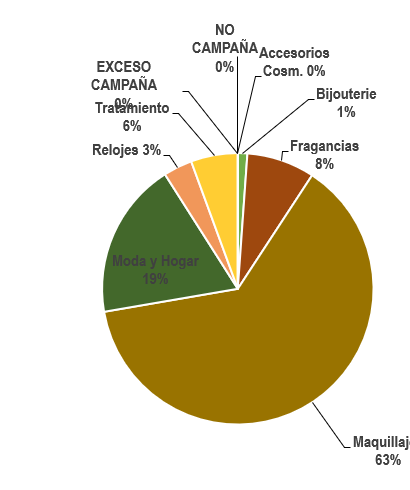 NO
CAMPAÑA
0%
Accesorios
Cosm. 0%
EXCESO
CAMPAÑA
0%
Bijouterie
1%
Tratamiento
6%
Fragancias
8%
Relojes 3%
Moda y Hogar
19%
Maquillaj
63%